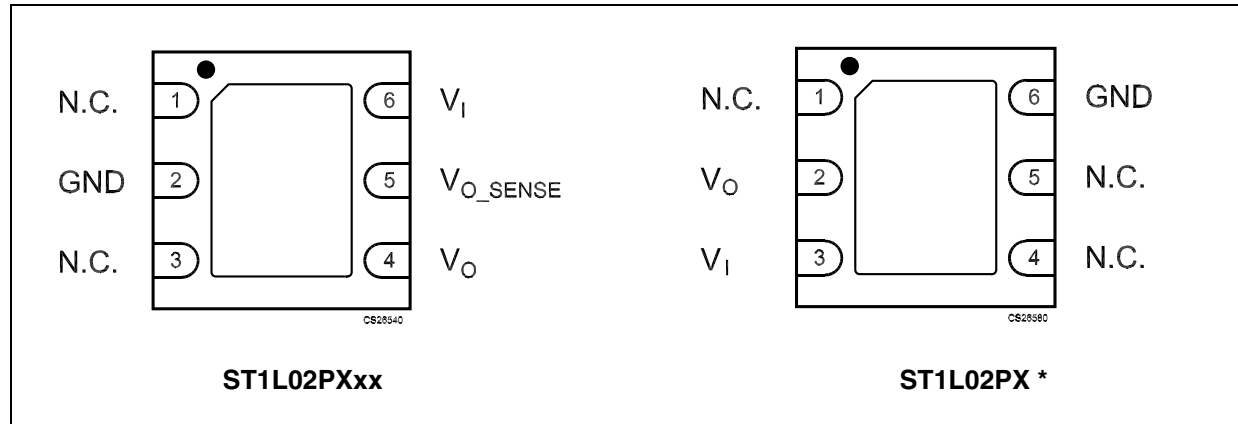 N.C. 1 6 V_I
GND 2 5 V_O_SENSE
N.C. 3 4 V_O
CS26540
ST1L02PXxx
N.C. 1 6 GND
V_O 2 5 N.C.
V_I 3 4 N.C.
CS26580
ST1L02PX *